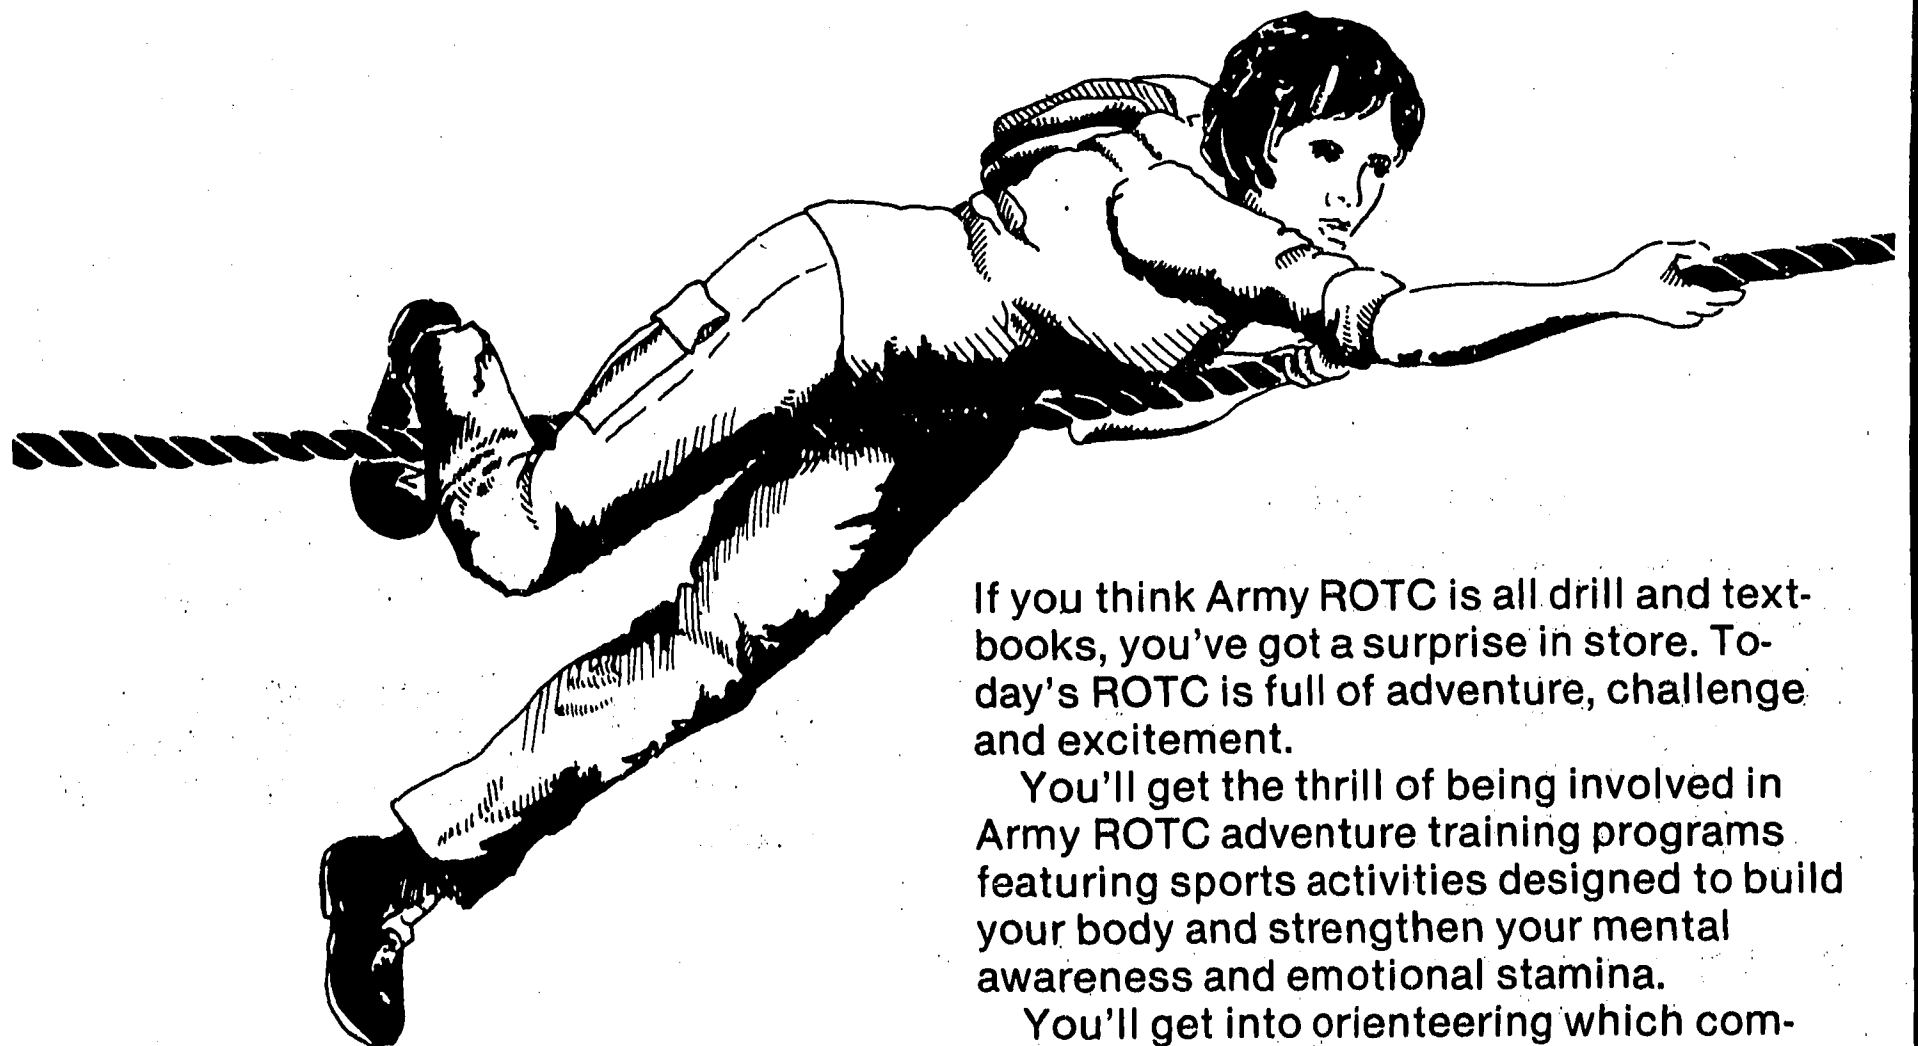 If you think Army ROTC is all drill and text-
books, you've got a surprise in store. To-
day's ROTC is full of adventure, challenge
and excitement.
You'll get the thrill of being involved in
Army ROTC adventure training programs
featuring sports activities designed to build
your body and strengthen your mental
awareness and emotional stamina.
You'll get into orienteering which com-